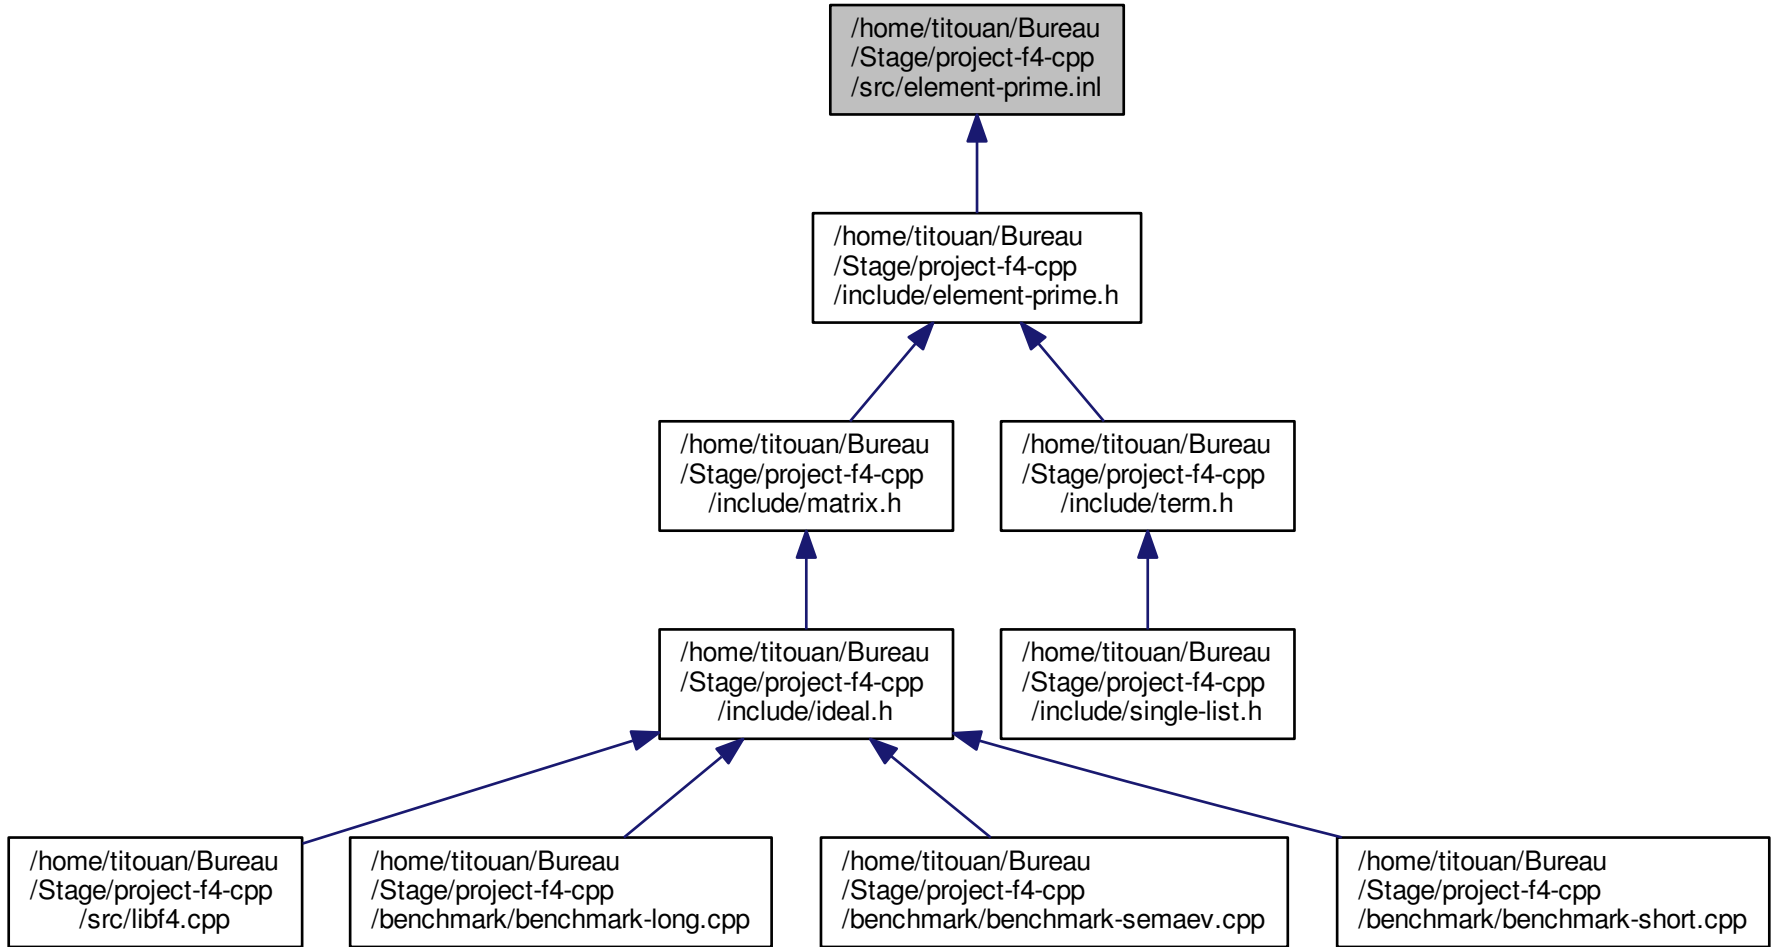 /home/titouan/Bureau
/Stage/project-f4-cpp
/src/element-prime.inl
/home/titouan/Bureau
/Stage/project-f4-cpp
/include/element-prime.h
/home/titouan/Bureau
/Stage/project-f4-cpp
/include/matrix.h
/home/titouan/Bureau
/Stage/project-f4-cpp
/include/term.h
/home/titouan/Bureau
/Stage/project-f4-cpp
/include/ideal.h
/home/titouan/Bureau
/Stage/project-f4-cpp
/include/single-list.h
/home/titouan/Bureau
/Stage/project-f4-cpp
/src/libf4.cpp
/home/titouan/Bureau
/Stage/project-f4-cpp
/benchmark/benchmark-long.cpp
/home/titouan/Bureau
/Stage/project-f4-cpp
/benchmark/benchmark-semaev.cpp
/home/titouan/Bureau
/Stage/project-f4-cpp
/benchmark/benchmark-short.cpp